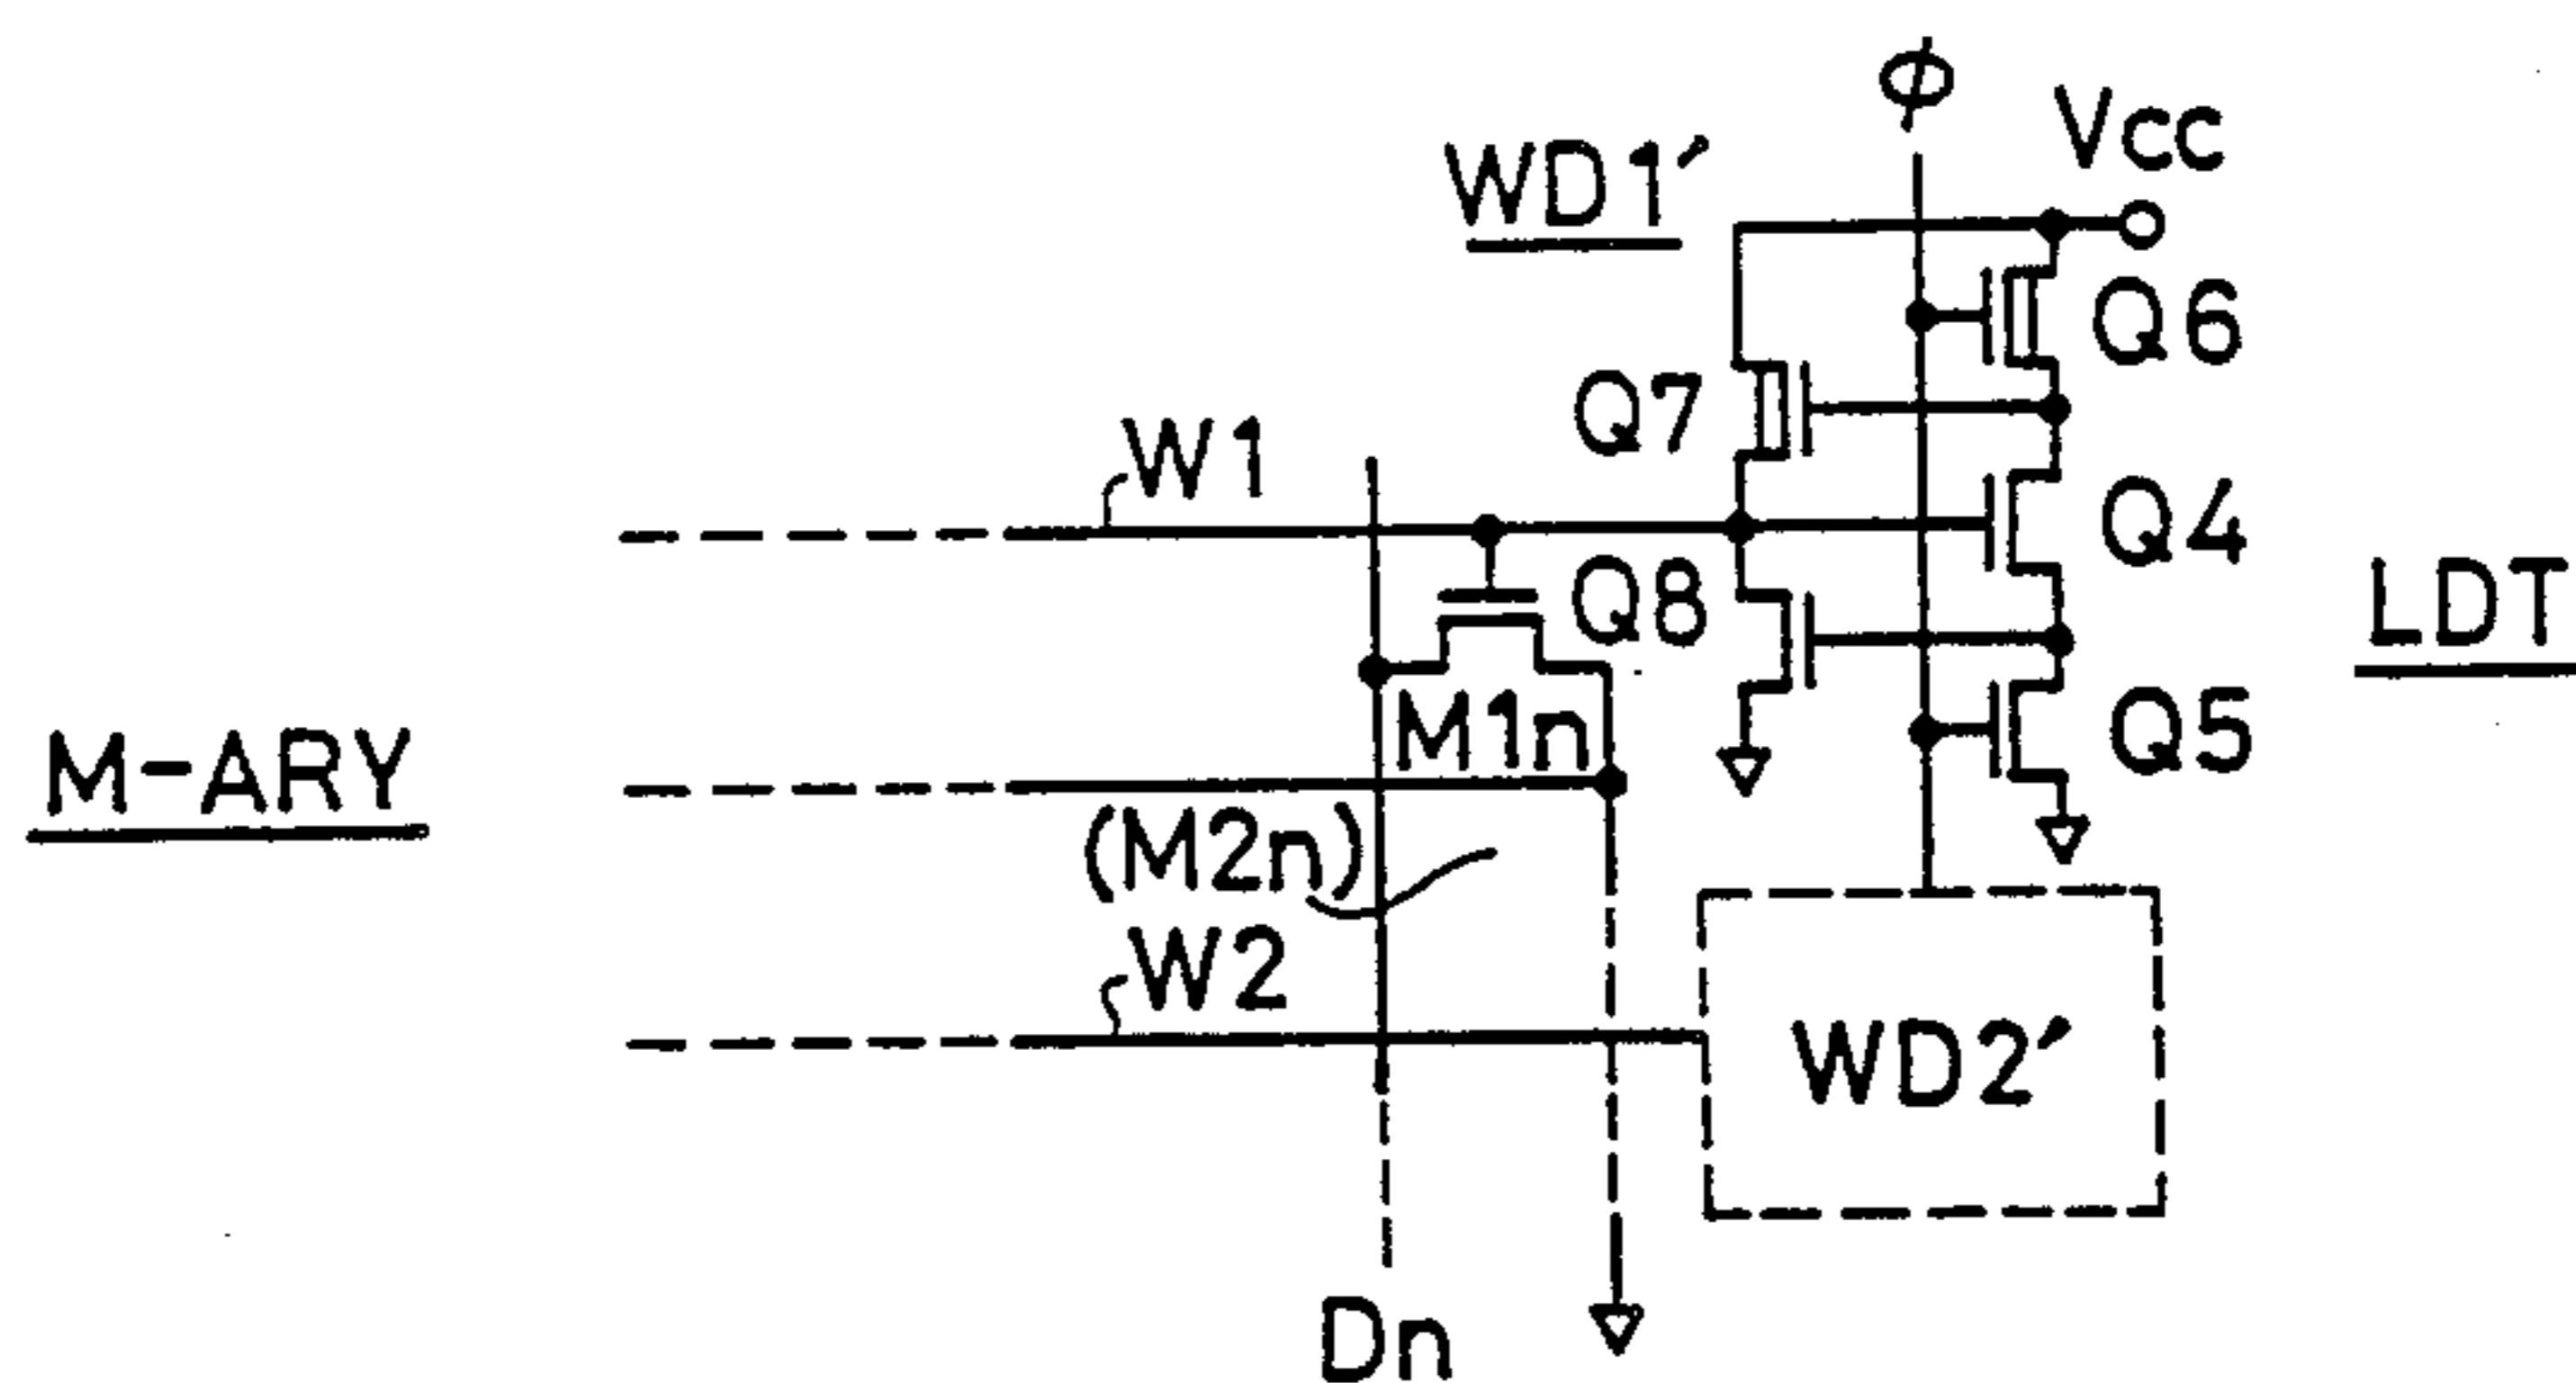 ϕ
Vcc
WD1′
Q6
Q7
W1
Q4
Q8
LDT
M1n
Q5
M-ARY
(M2n)
W2
WD2′
Dn